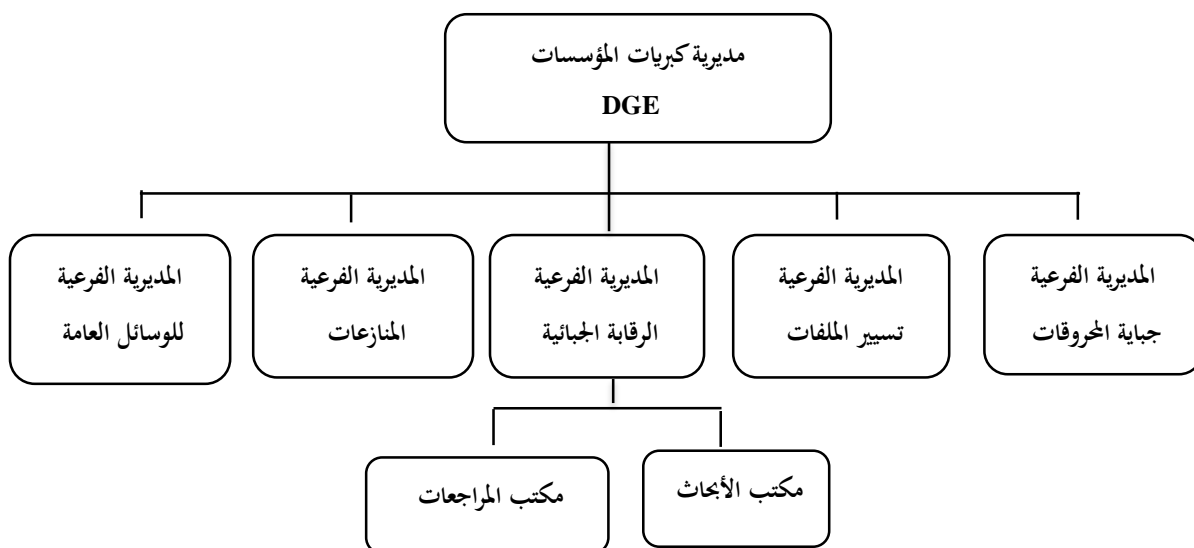 مديرية كبريات المؤسسات
DGE
المديرية الفرعية
جباية المحروقات
المديرية الفرعية
تسيير الملفات
المديرية الفرعية
الرقابة الجبائية
المديرية الفرعية
المنازعات
المديرية الفرعية
للوسائل العامة
مكتب الأبحاث
مكتب المراجعات